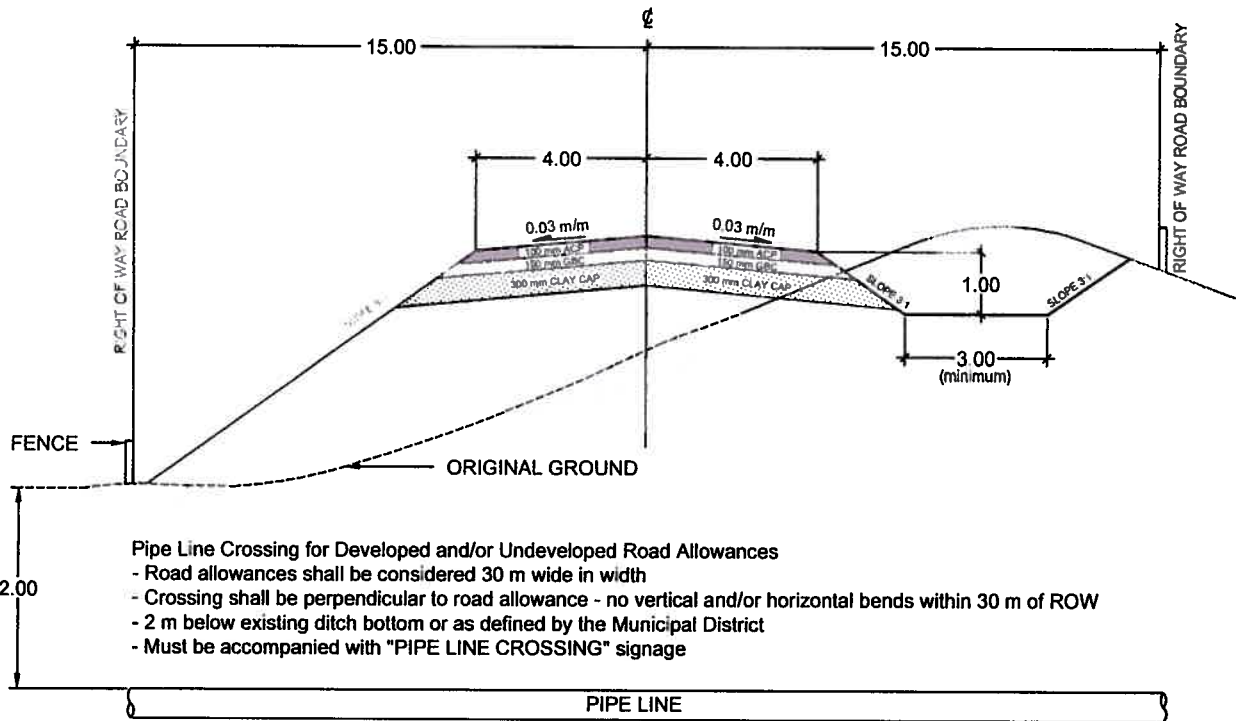 ℄
15.00
15.00
RIGHT OF WAY ROAD BOUNDARY
RIGHT OF WAY ROAD BOUNDARY
4.00
4.00
0.03 m/m
0.03 m/m
100 mm ACP
100 mm ACP
150 mm GBC
150 mm GBC
300 mm CLAY CAP
300 mm CLAY CAP
SLOPE 3:1
SLOPE 3:1
SLOPE 3:1
1.00
3.00
(minimum)
FENCE
ORIGINAL GROUND
2.00
Pipe Line Crossing for Developed and/or Undeveloped Road Allowances
- Road allowances shall be considered 30 m wide in width
- Crossing shall be perpendicular to road allowance - no vertical and/or horizontal bends within 30 m of ROW
- 2 m below existing ditch bottom or as defined by the Municipal District
- Must be accompanied with "PIPE LINE CROSSING" signage
PIPE LINE